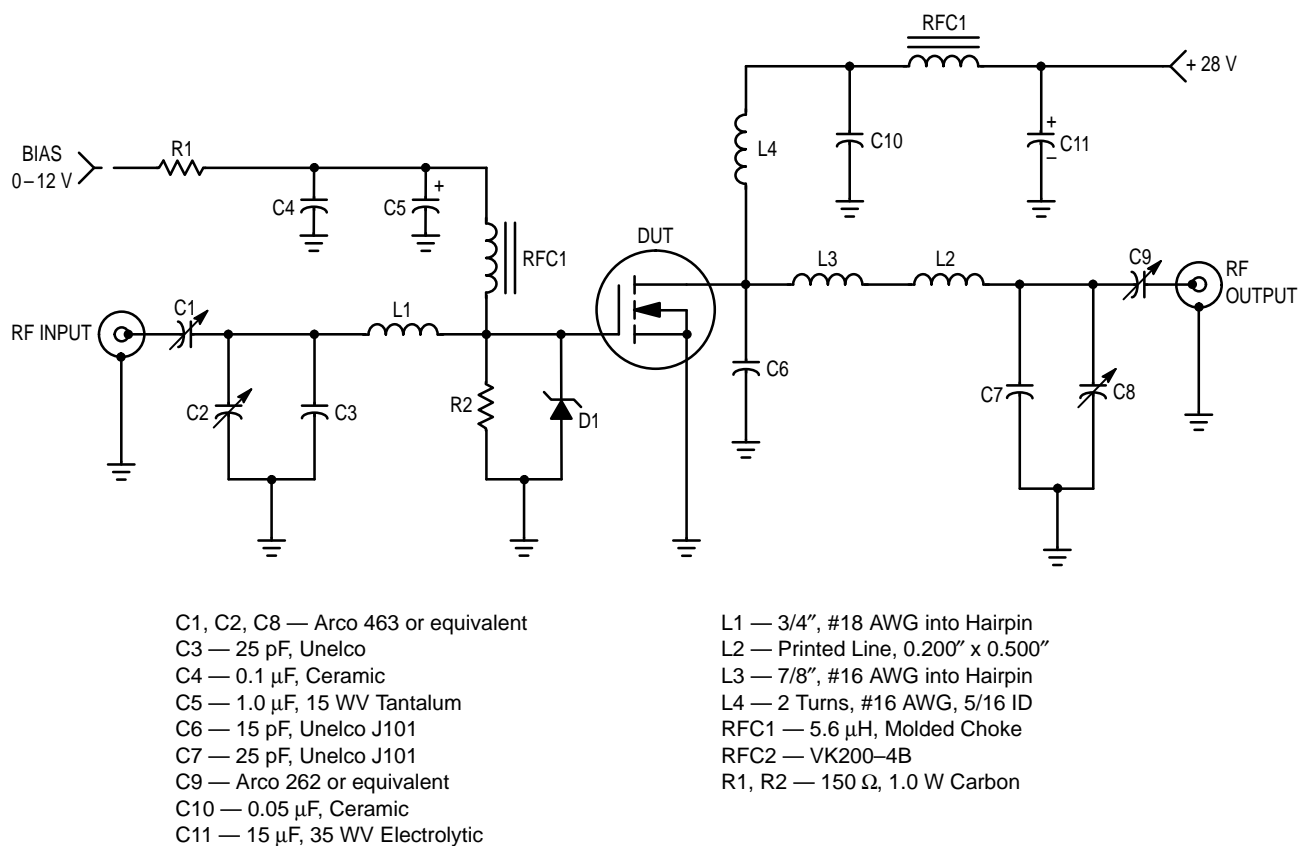 RFC1
+ 28 V
C10
C11
+
–
L4
BIAS
0–12 V
R1
C4
C5
+
RFC1
DUT
L3
L2
C9
RF
OUTPUT
C1
RF INPUT
L1
C2
C3
R2
D1
C6
C7
C8
C1, C2, C8 — Arco 463 or equivalent
C3 — 25 pF, Unelco
C4 — 0.1 μF, Ceramic
C5 — 1.0 μF, 15 WV Tantalum
C6 — 15 pF, Unelco J101
C7 — 25 pF, Unelco J101
C9 — Arco 262 or equivalent
C10 — 0.05 μF, Ceramic
C11 — 15 μF, 35 WV Electrolytic
L1 — 3/4″, #18 AWG into Hairpin
L2 — Printed Line, 0.200″ x 0.500″
L3 — 7/8″, #16 AWG into Hairpin
L4 — 2 Turns, #16 AWG, 5/16 ID
RFC1 — 5.6 μH, Molded Choke
RFC2 — VK200–4B
R1, R2 — 150 Ω, 1.0 W Carbon